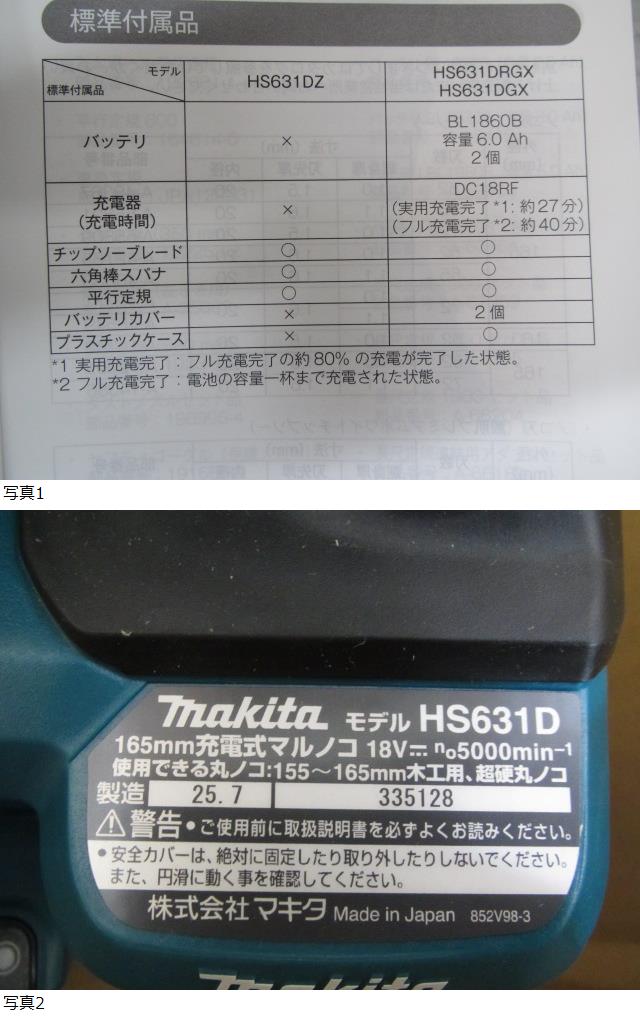 標準付属品
モデル
標準付属品
HS631DZ
HS631DRGX
HS631DGX
バッテリ
×
BL1860B
容量 6.0 Ah
2 個
充電器
(充電時間)
×
DC18RF
(実用充電完了*1: 約 27 分)
(フル充電完了*2: 約 40 分)
チップソーブレード ○ ○
六角棒スパナ ○ ○
平行定規 ○ ○
バッテリカバー × 2 個
プラスチックケース × ○
*1 実用充電完了：フル充電完了の約 80% の充電が完了した状態。
*2 フル充電完了：電池の容量一杯まで充電された状態。
写真1
makita モデル HS631D
165mm充電式マルノコ 18V⎓ n₀5000min⁻¹
使用できる丸ノコ:155～165mm木工用、超硬丸ノコ
製造 25.7 335128
⚠警告 ●ご使用前に取扱説明書を必ずよくお読みください。
●安全カバーは、絶対に固定したり取り外したりしないでください。
また、円滑に動く事を確認してください。
株式会社マキタ Made in Japan 852V98-3
makita
写真2